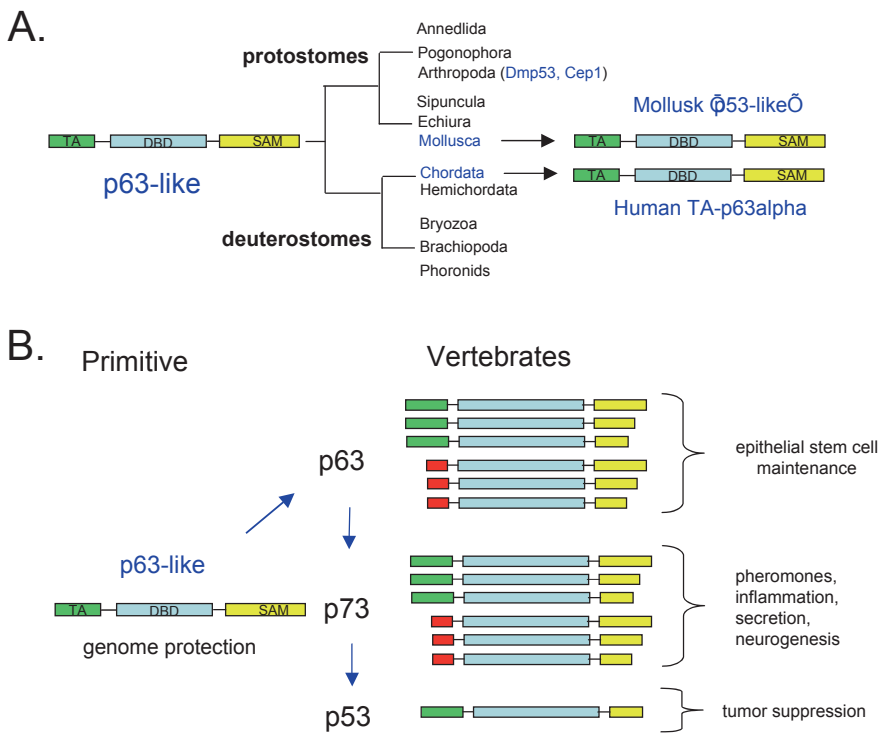 A.
Annedlida
protostomes
Pogonophora
Arthropoda (Dmp53, Cep1)
Sipuncula
Echiura
Mollusca
TA DBD SAM
p63-like
Mollusk Õp53-likeÕ
TA DBD SAM
Chordata
Hemichordata
TA DBD SAM
Human TA-p63alpha
deuterostomes
Bryozoa
Brachiopoda
Phoronids
B.
Primitive
Vertebrates
p63
epithelial stem cell
maintenance
p63-like
TA DBD SAM
genome protection
p73
pheromones,
inflammation,
secretion,
neurogenesis
p53
tumor suppression